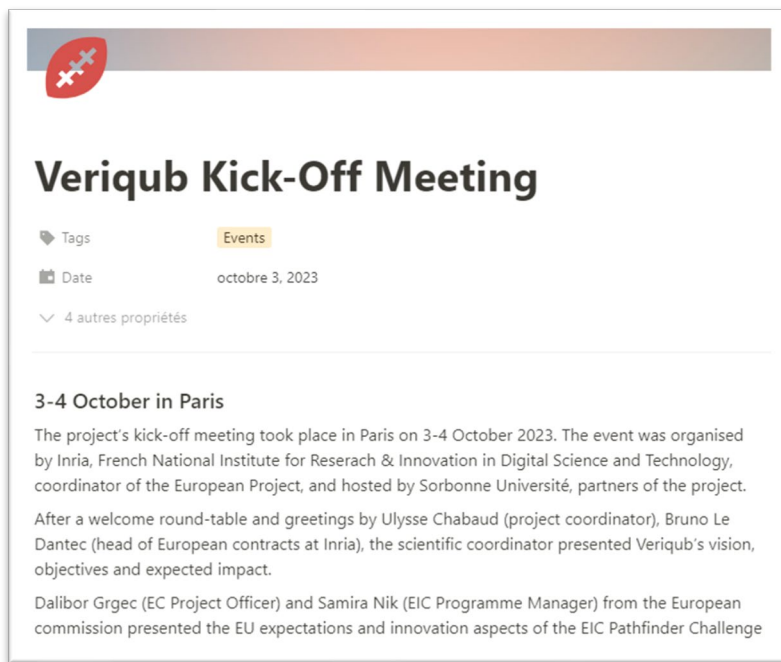 Veriqub Kick-Off Meeting
Tags Events
Date octobre 3, 2023
4 autres propriétés
3-4 October in Paris
The project's kick-off meeting took place in Paris on 3-4 October 2023. The event was organised
by Inria, French National Institute for Reserach & Innovation in Digital Science and Technology,
coordinator of the European Project, and hosted by Sorbonne Université, partners of the project.
After a welcome round-table and greetings by Ulysse Chabaud (project coordinator), Bruno Le
Dantec (head of European contracts at Inria), the scientific coordinator presented Veriqub's vision,
objectives and expected impact.
Dalibor Grgec (EC Project Officer) and Samira Nik (EIC Programme Manager) from the European
commission presented the EU expectations and innovation aspects of the EIC Pathfinder Challenge